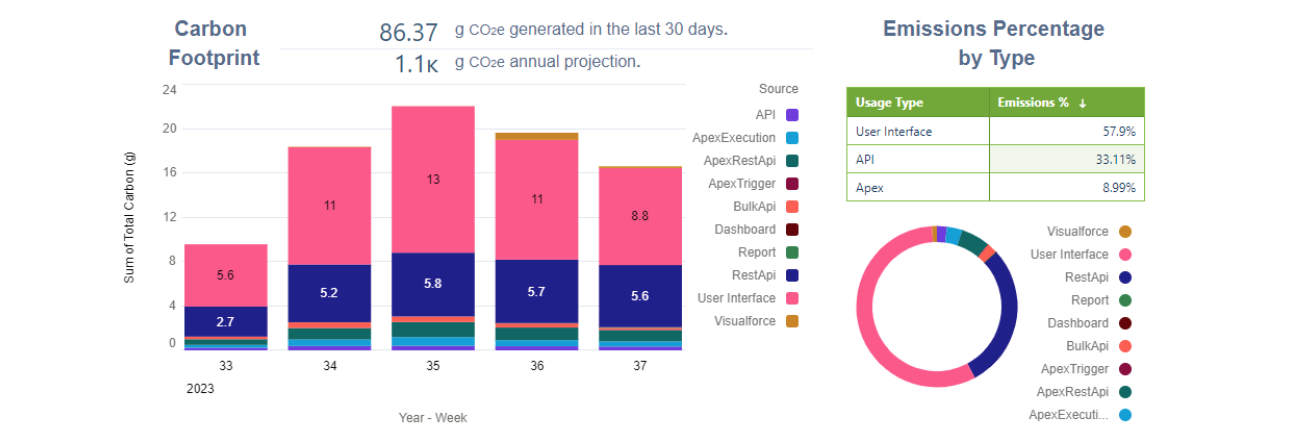 Carbon
Footprint
86.37 g CO2e generated in the last 30 days.
1.1K g CO2e annual projection.
Sum of Total Carbon (g)
24
20
16
12
8
4
0
5.6
2.7
11
5.2
13
5.8
11
5.7
8.8
5.6
33 34 35 36 37
2023
Year - Week
Source
API
ApexExecution
ApexRestApi
ApexTrigger
BulkApi
Dashboard
Report
RestApi
User Interface
Visualforce
Emissions Percentage
by Type
Usage Type Emissions % ↓
User Interface 57.9%
API 33.11%
Apex 8.99%
Visualforce
User Interface
RestApi
Report
Dashboard
BulkApi
ApexTrigger
ApexRestApi
ApexExecuti...